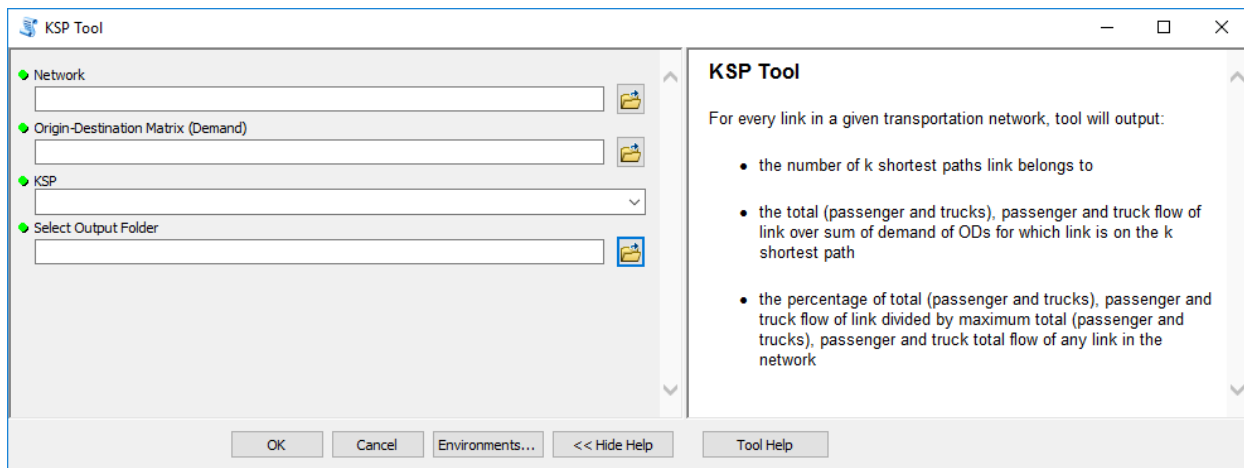 KSP Tool
Network
Origin-Destination Matrix (Demand)
KSP
Select Output Folder
KSP Tool
For every link in a given transportation network, tool will output:
• the number of k shortest paths link belongs to
• the total (passenger and trucks), passenger and truck flow of
link over sum of demand of ODs for which link is on the k
shortest path
• the percentage of total (passenger and trucks), passenger and
truck flow of link divided by maximum total (passenger and
trucks), passenger and truck total flow of any link in the
network
OK
Cancel
Environments...
<< Hide Help
Tool Help